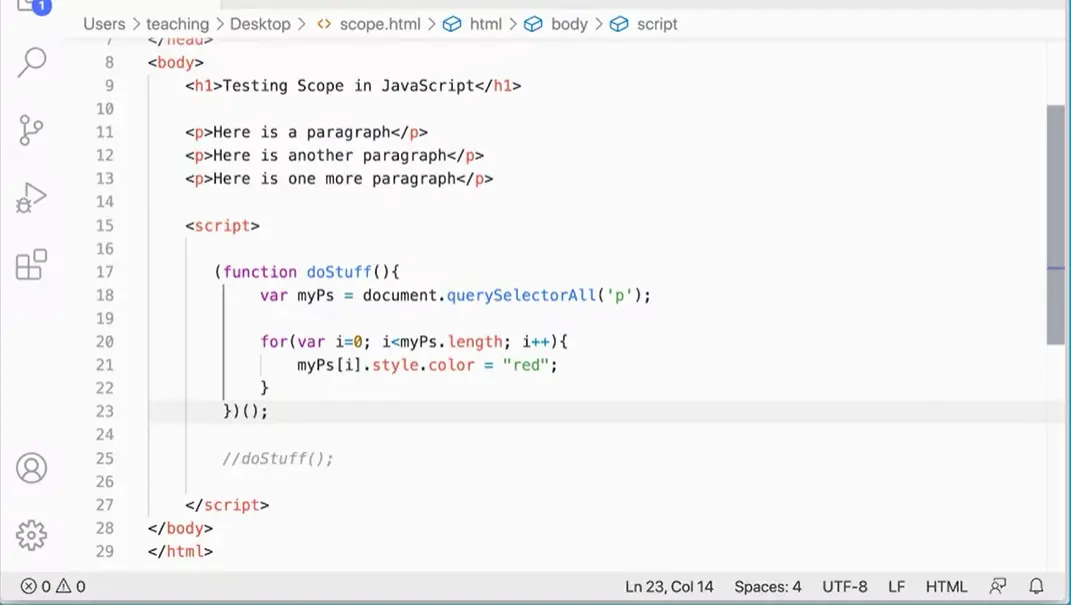 1
Users > teaching > Desktop > <> scope.html > html > body > script
7 </head>
8 <body>
9 <h1>Testing Scope in JavaScript</h1>
10
11 <p>Here is a paragraph</p>
12 <p>Here is another paragraph</p>
13 <p>Here is one more paragraph</p>
14
15 <script>
16
17 (function doStuff(){
18 var myPs = document.querySelectorAll('p');
19
20 for(var i=0; i<myPs.length; i++){
21 myPs[i].style.color = "red";
22 }
23 })();
24
25 //doStuff();
26
27 </script>
28 </body>
29 </html>
0 0 Ln 23, Col 14 Spaces: 4 UTF-8 LF HTML